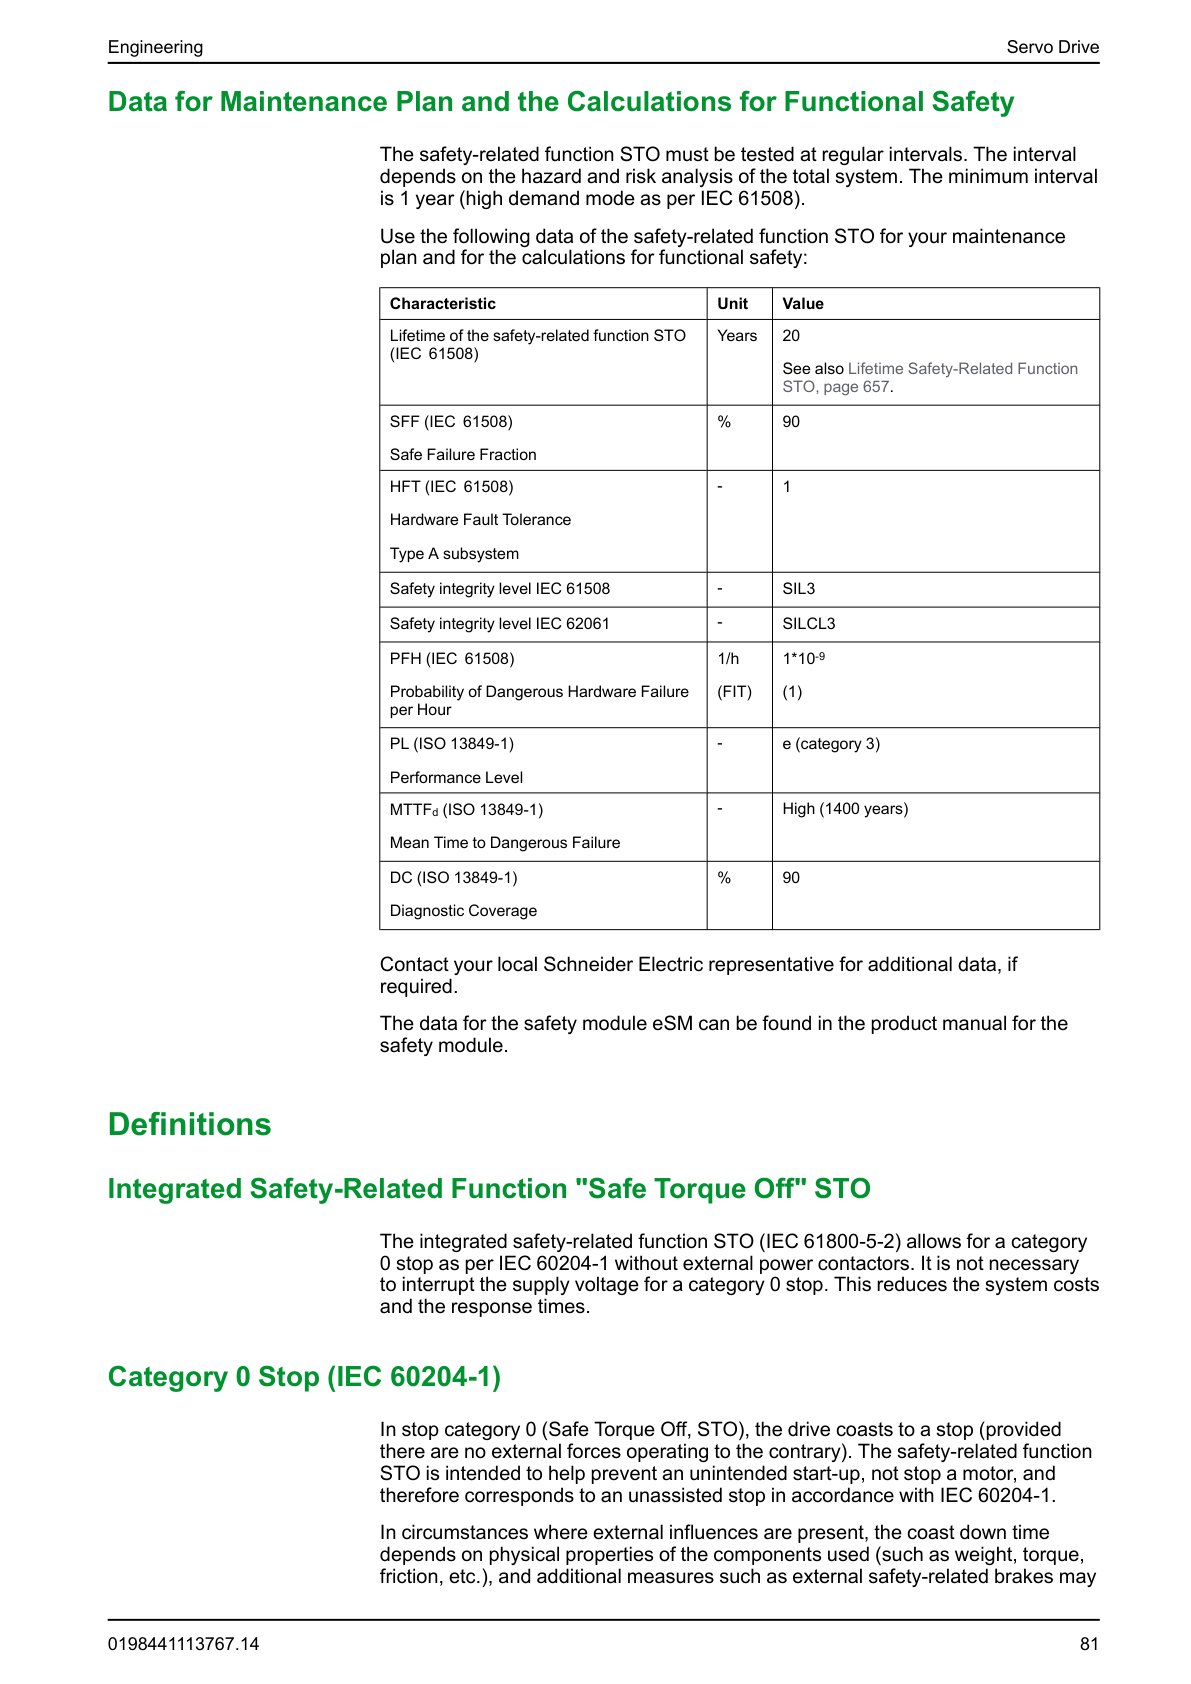 Engineering
Servo Drive
Data for Maintenance Plan and the Calculations for Functional Safety
The safety-related function STO must be tested at regular intervals. The interval
depends on the hazard and risk analysis of the total system. The minimum interval
is 1 year (high demand mode as per IEC 61508).
Use the following data of the safety-related function STO for your maintenance
plan and for the calculations for functional safety:
Characteristic Unit Value
Lifetime of the safety-related function STO Years 20
(IEC 61508)
See also Lifetime Safety-Related Function
STO, page 657.
SFF (IEC 61508) % 90
Safe Failure Fraction
HFT (IEC 61508) - 1
Hardware Fault Tolerance
Type A subsystem
Safety integrity level IEC 61508 - SIL3
Safety integrity level IEC 62061 - SILCL3
PFH (IEC 61508) 1/h 1*10-9
Probability of Dangerous Hardware Failure (FIT) (1)
per Hour
PL (ISO 13849-1) - e (category 3)
Performance Level
MTTFd (ISO 13849-1) - High (1400 years)
Mean Time to Dangerous Failure
DC (ISO 13849-1) % 90
Diagnostic Coverage
Contact your local Schneider Electric representative for additional data, if
required.
The data for the safety module eSM can be found in the product manual for the
safety module.
Definitions
Integrated Safety-Related Function "Safe Torque Off" STO
The integrated safety-related function STO (IEC 61800-5-2) allows for a category
0 stop as per IEC 60204-1 without external power contactors. It is not necessary
to interrupt the supply voltage for a category 0 stop. This reduces the system costs
and the response times.
Category 0 Stop (IEC 60204-1)
In stop category 0 (Safe Torque Off, STO), the drive coasts to a stop (provided
there are no external forces operating to the contrary). The safety-related function
STO is intended to help prevent an unintended start-up, not stop a motor, and
therefore corresponds to an unassisted stop in accordance with IEC 60204-1.
In circumstances where external influences are present, the coast down time
depends on physical properties of the components used (such as weight, torque,
friction, etc.), and additional measures such as external safety-related brakes may
0198441113767.14
81